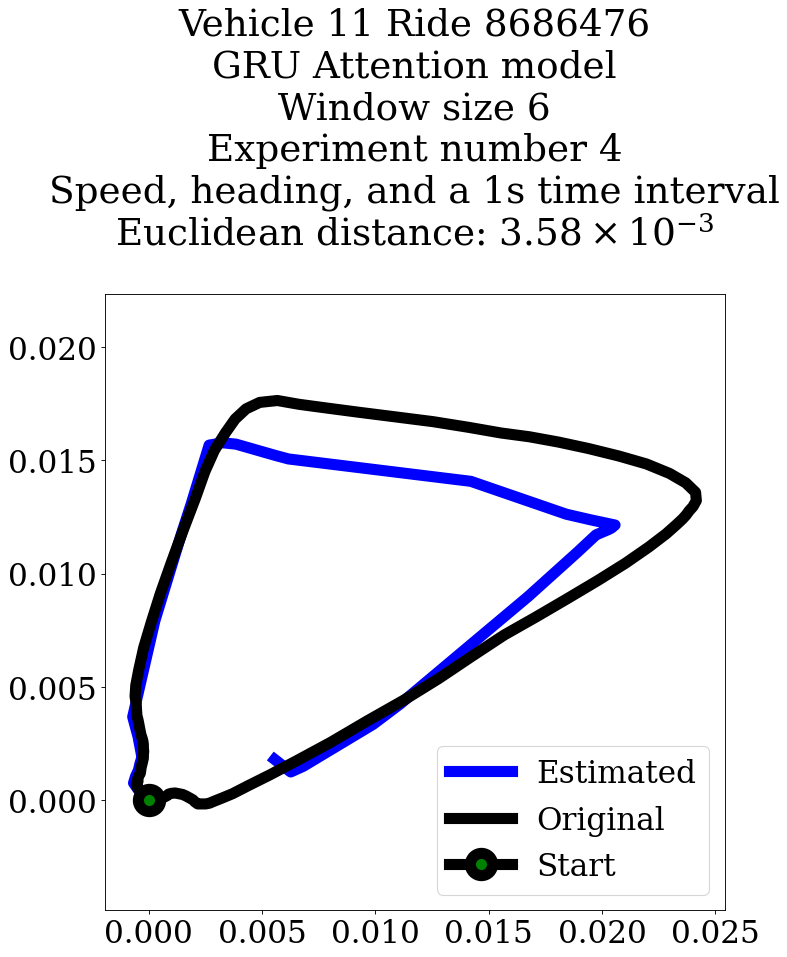 Vehicle 11 Ride 8686476
GRU Attention model
Window size 6
Experiment number 4
Speed, heading, and a 1s time interval
Euclidean distance: 3.58 × 10⁻³
0.020
0.015
0.010
0.005
0.000
Estimated
Original
Start
0.000 0.005 0.010 0.015 0.020 0.025